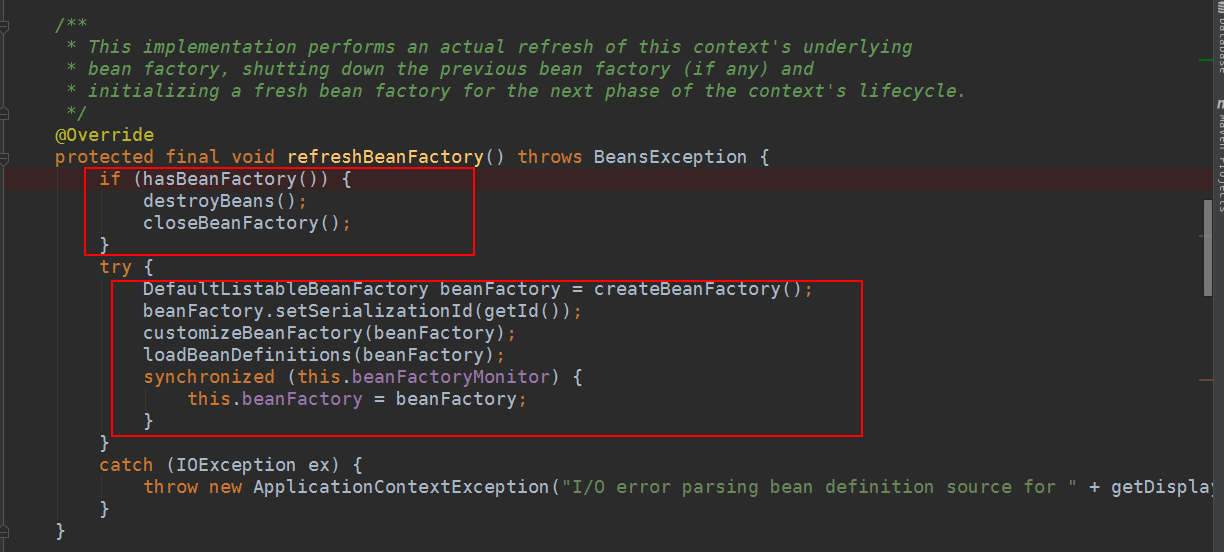 /**
 * This implementation performs an actual refresh of this context's underlying
 * bean factory, shutting down the previous bean factory (if any) and
 * initializing a fresh bean factory for the next phase of the context's lifecycle.
 */
@Override
protected final void refreshBeanFactory() throws BeansException {
    if (hasBeanFactory()) {
        destroyBeans();
        closeBeanFactory();
    }
    try {
        DefaultListableBeanFactory beanFactory = createBeanFactory();
        beanFactory.setSerializationId(getId());
        customizeBeanFactory(beanFactory);
        loadBeanDefinitions(beanFactory);
        synchronized (this.beanFactoryMonitor) {
            this.beanFactory = beanFactory;
        }
    }
    catch (IOException ex) {
        throw new ApplicationContextException("I/O error parsing bean definition source for " + getDisplay
    }
}
Database
Maven Projects